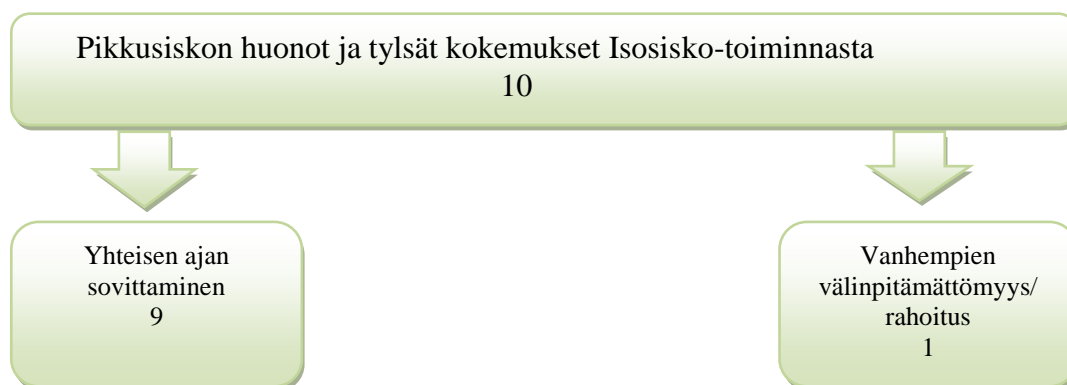 Pikkusiskon huonot ja tylsät kokemukset Isosisko-toiminnasta
10
Yhteisen ajan
sovittaminen
9
Vanhempien
välinpitämättömyys/
rahoitus
1